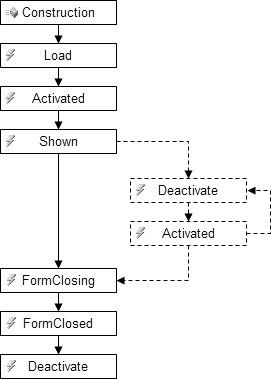 Construction
Load
Activated
Shown
Deactivate
Activated
FormClosing
FormClosed
Deactivate